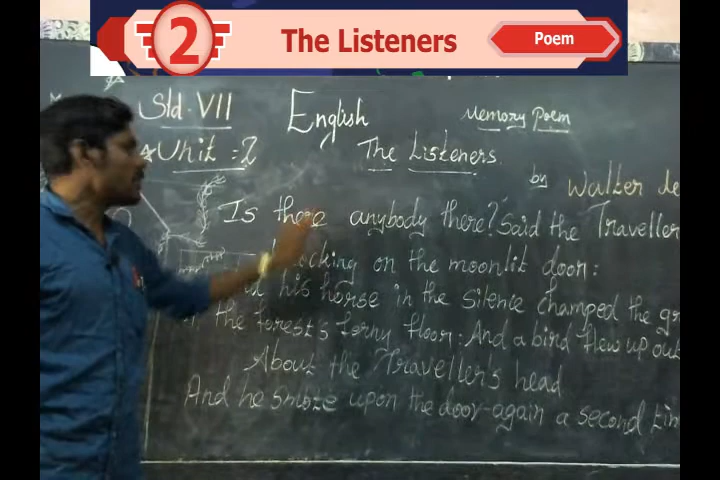 2 The Listeners Poem
Std. VII English Memory Poem
Unit : 2 The Listeners
by Walter de
Is there anybody there? Said the Traveller
on the moonlit door:
his horse in the silence champed the
the forest's ferny floor: And a bird flew up out
About the Traveller's head
And he smote upon the door-again a second